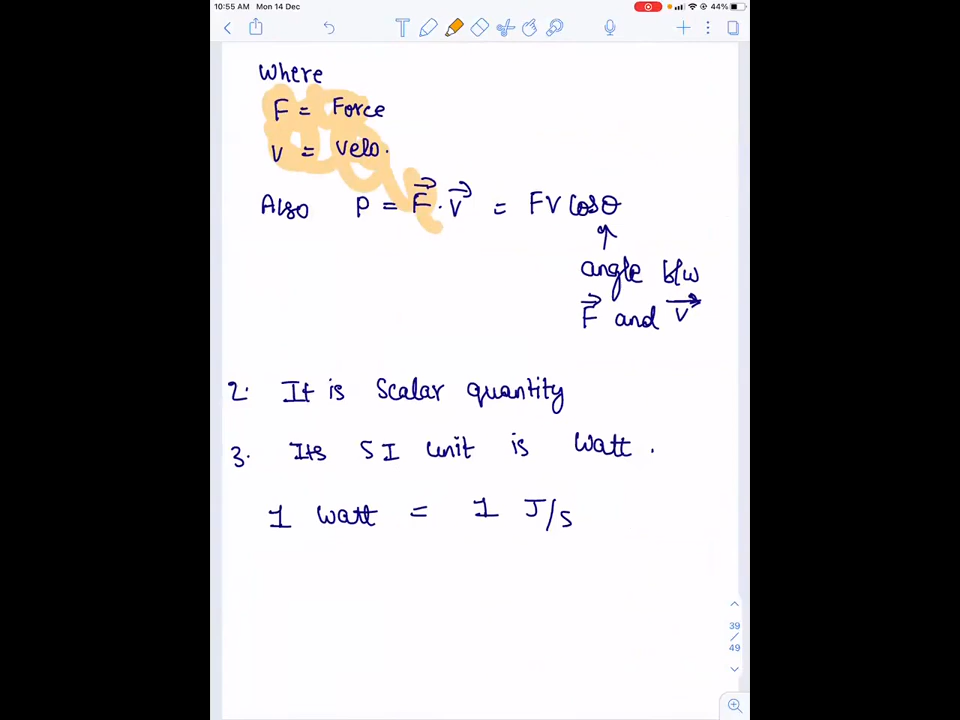 10:55 AM Mon 14 Dec
44%
Where
F = Force
V = velo.
Also P = F⃗ . V⃗ = FV Cosθ
↑
angle b/w
F⃗ and V⃗
2. It is Scalar quantity
3. Its SI unit is Watt.
1 Watt = 1 J/s
39
/
49